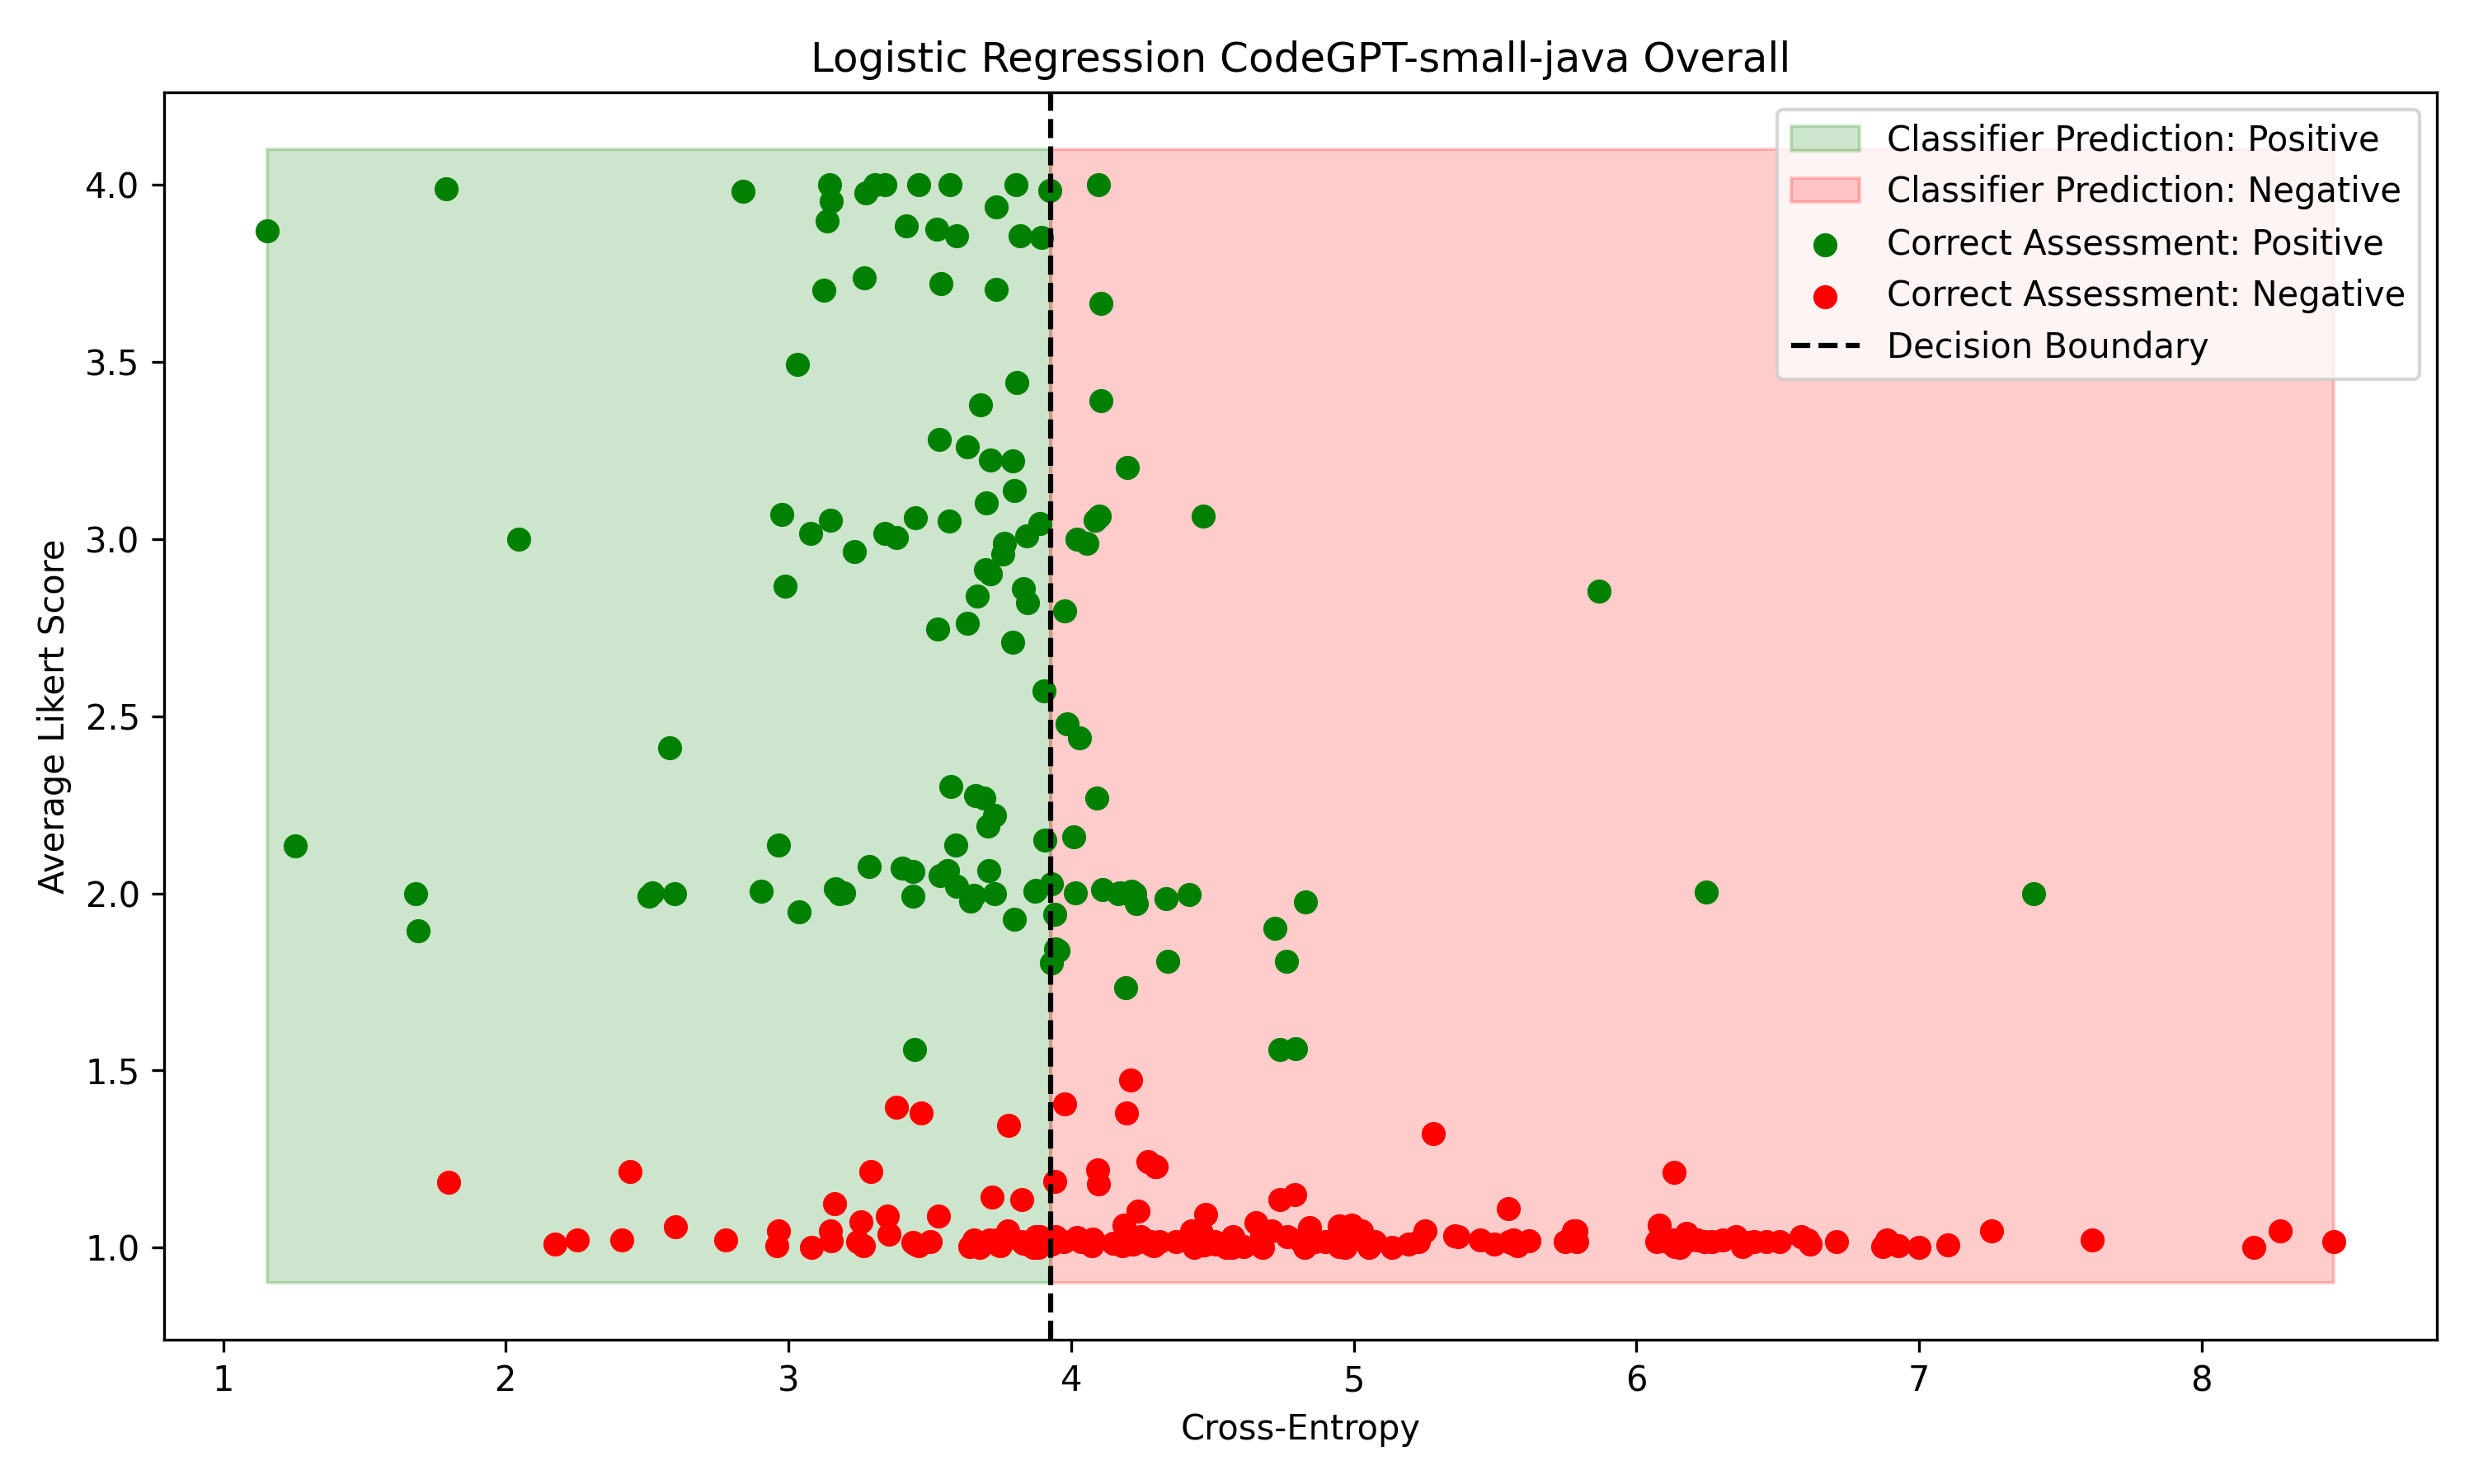 Logistic Regression CodeGPT-small-java Overall
Classifier Prediction: Positive
Classifier Prediction: Negative
Correct Assessment: Positive
Correct Assessment: Negative
Decision Boundary
4.0
3.5
3.0
2.5
2.0
1.5
1.0
Average Likert Score
1 2 3 4 5 6 7 8
Cross-Entropy